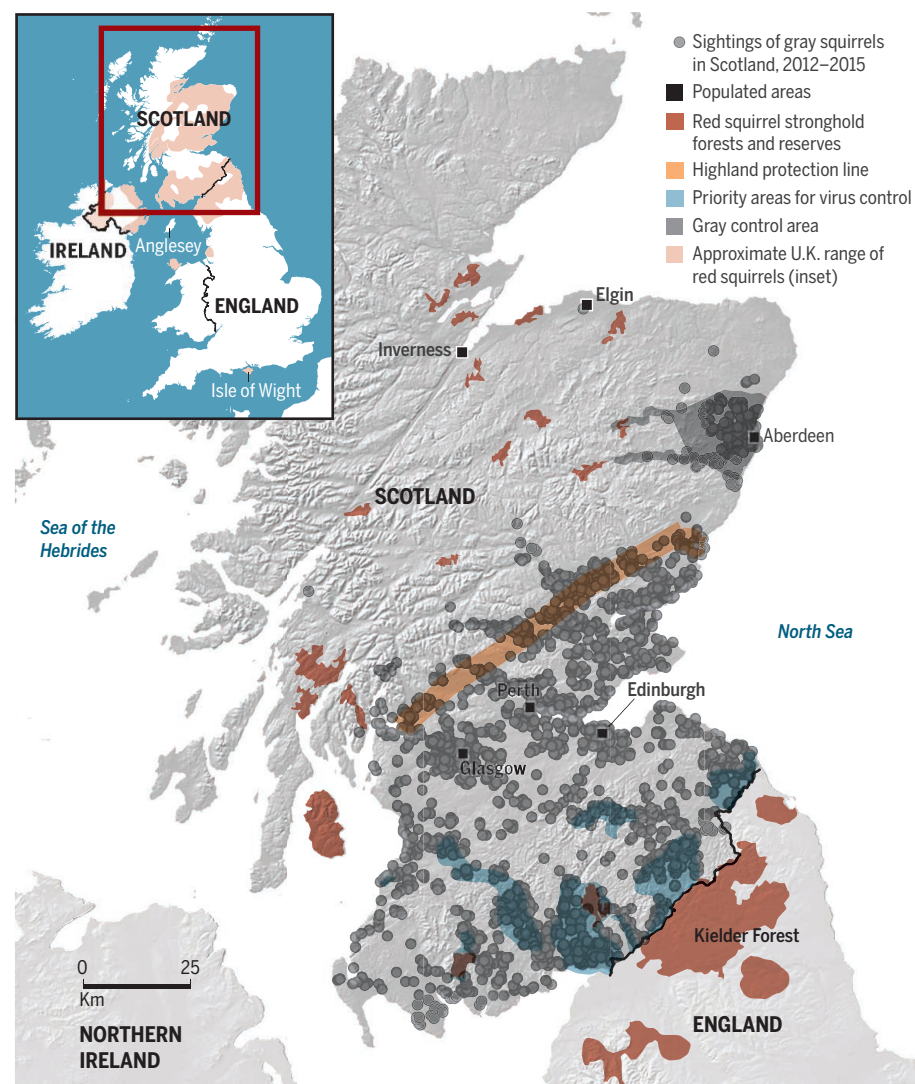 SCOTLAND
IRELAND
Anglesey
ENGLAND
Isle of Wight
Sightings of gray squirrels
in Scotland, 2012–2015
Populated areas
Red squirrel stronghold
forests and reserves
Highland protection line
Priority areas for virus control
Gray control area
Approximate U.K. range of
red squirrels (inset)
Elgin
Inverness
Aberdeen
SCOTLAND
Sea of the
Hebrides
North Sea
Perth
Edinburgh
Glasgow
Kielder Forest
0 25
Km
NORTHERN
IRELAND
ENGLAND